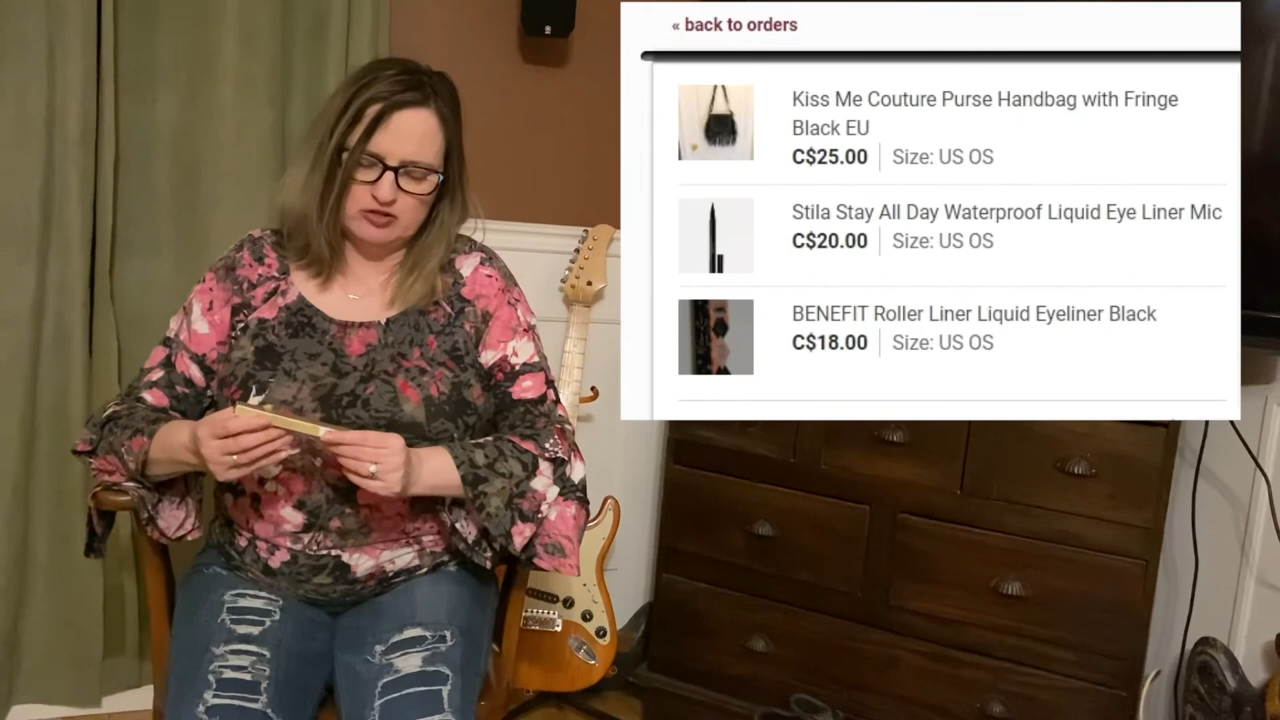 « back to orders
Kiss Me Couture Purse Handbag with Fringe
Black EU
C$25.00 Size: US OS
Stila Stay All Day Waterproof Liquid Eye Liner Mic
C$20.00 Size: US OS
BENEFIT Roller Liner Liquid Eyeliner Black
C$18.00 Size: US OS